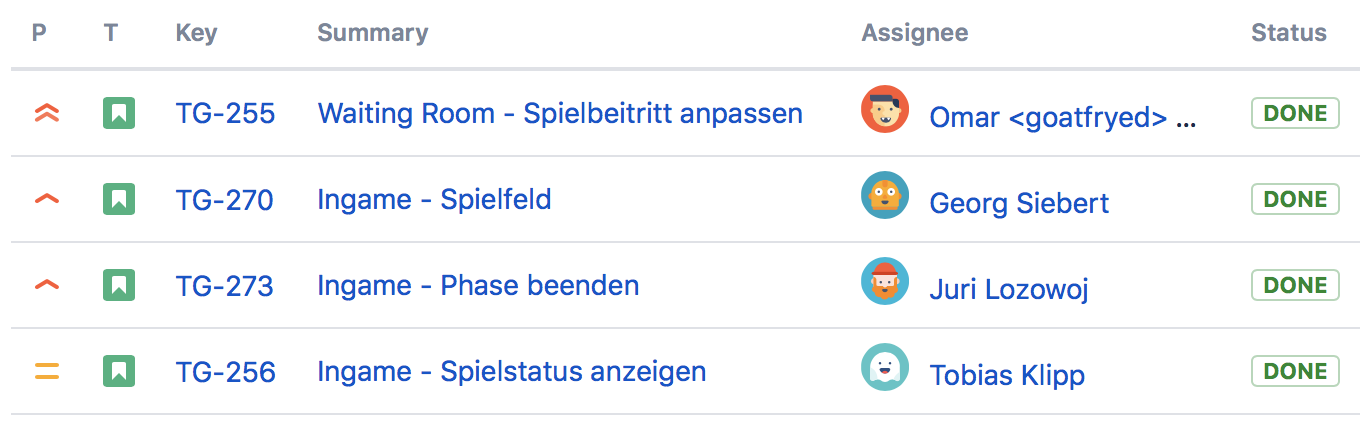 P T Key Summary Assignee Status
TG-255 Waiting Room - Spielbeitritt anpassen Omar <goatfryed> ... DONE
TG-270 Ingame - Spielfeld Georg Siebert DONE
TG-273 Ingame - Phase beenden Juri Lozowoj DONE
TG-256 Ingame - Spielstatus anzeigen Tobias Klipp DONE